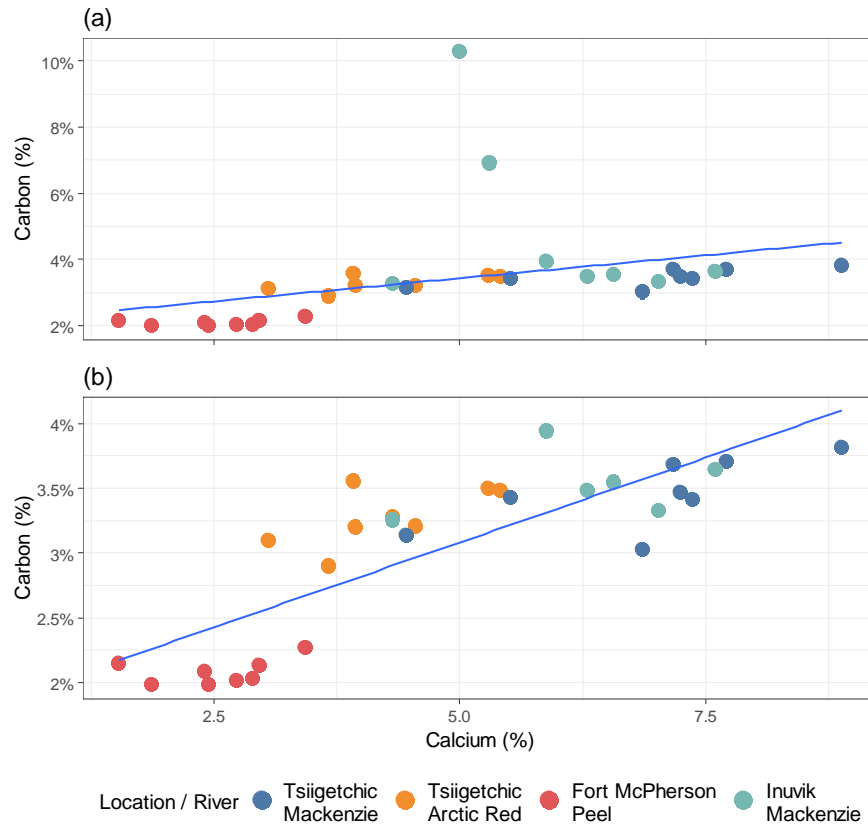 (a)
10%
8%
6%
4%
2%
Carbon (%)
(b)
4%
3.5%
3%
2.5%
2%
Carbon (%)
2.5 5.0 7.5
Calcium (%)
Location / River
Tsiigetchic
Mackenzie
Tsiigetchic
Arctic Red
Fort McPherson
Peel
Inuvik
Mackenzie